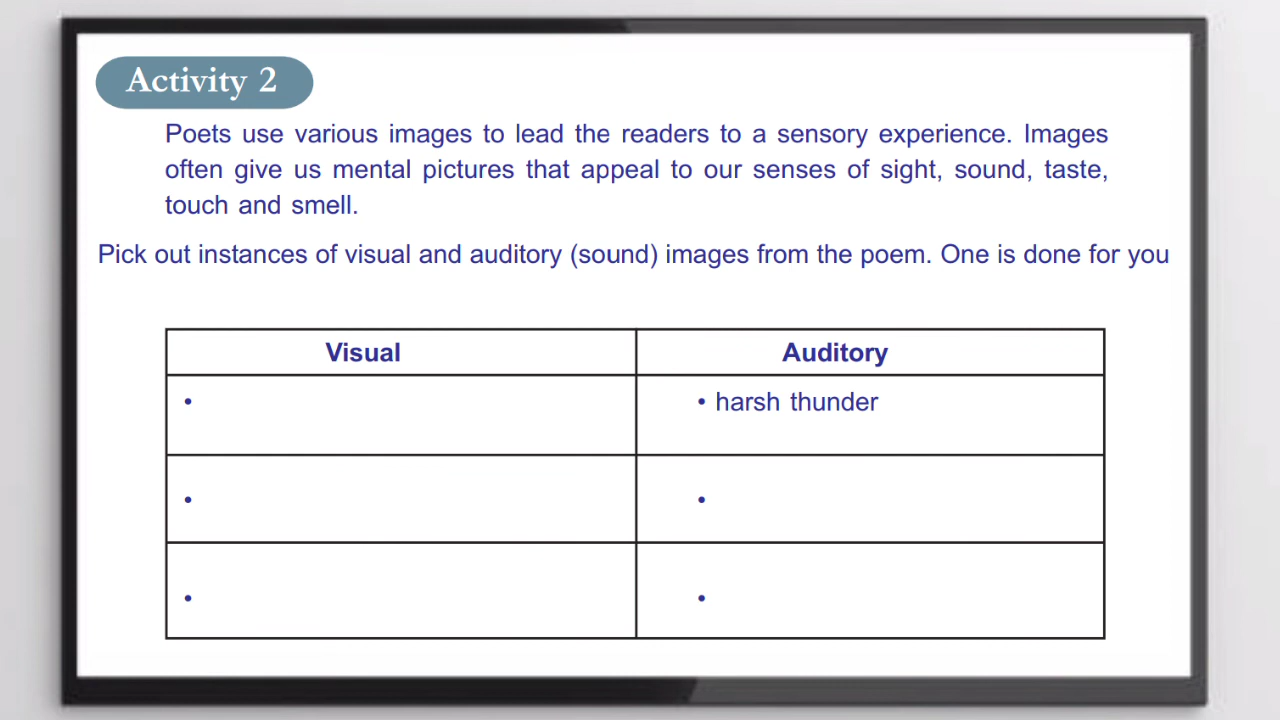 Activity 2
Poets use various images to lead the readers to a sensory experience. Images
often give us mental pictures that appeal to our senses of sight, sound, taste,
touch and smell.
Pick out instances of visual and auditory (sound) images from the poem. One is done for you
Visual
Auditory
•
• harsh thunder
•
•
•
•